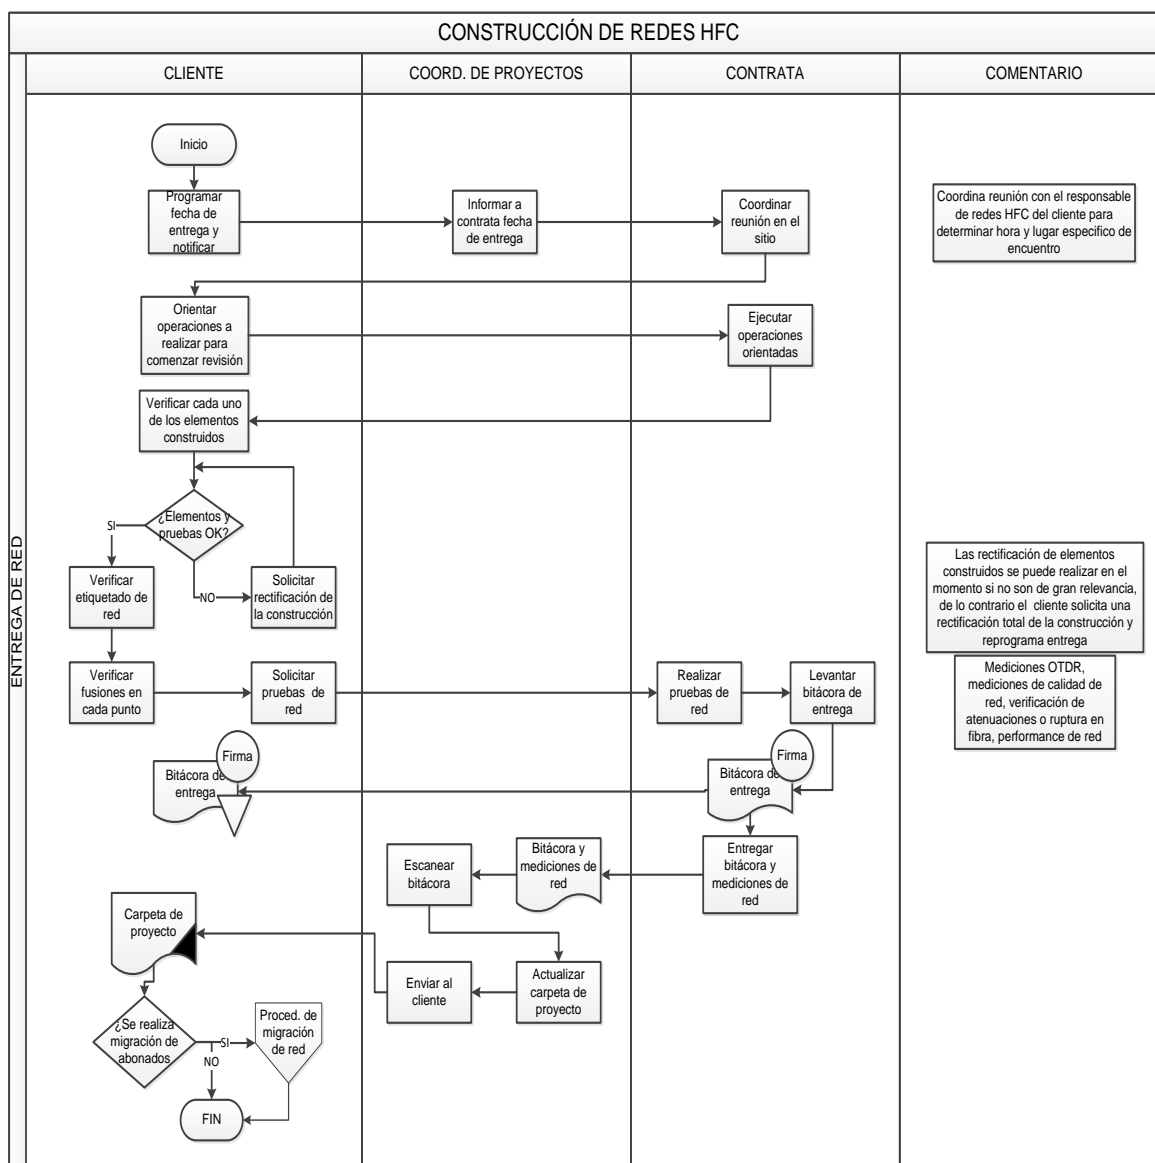 CONSTRUCCIÓN DE REDES HFC
CLIENTE
COORD. DE PROYECTOS
CONTRATA
COMENTARIO
ENTREGA DE RED
Inicio
Programar
fecha de
entrega y
notificar
Informar a
contrata fecha
de entrega
Coordinar
reunión en el
sitio
Coordina reunión con el responsable
de redes HFC del cliente para
determinar hora y lugar especifico de
encuentro
Orientar
operaciones a
realizar para
comenzar revisión
Ejecutar
operaciones
orientadas
Verificar cada uno
de los elementos
construidos
¿Elementos y
pruebas OK?
SI
NO
Verificar
etiquetado de
red
Solicitar
rectificación de
la construcción
Las rectificación de elementos
construidos se puede realizar en el
momento si no son de gran relevancia,
de lo contrario el cliente solicita una
rectificación total de la construcción y
reprograma entrega
Verificar
fusiones en
cada punto
Solicitar
pruebas de
red
Realizar
pruebas de
red
Levantar
bitácora de
entrega
Mediciones OTDR,
mediciones de calidad de
red, verificación de
atenuaciones o ruptura en
fibra, performance de red
Firma
Bitácora de
entrega
Firma
Bitácora de
entrega
Escanear
bitácora
Bitácora y
mediciones de
red
Entregar
bitácora y
mediciones de
red
Carpeta de
proyecto
Enviar al
cliente
Actualizar
carpeta de
proyecto
¿Se realiza
migración de
abonados
SI
NO
Proced. de
migración
de red
FIN